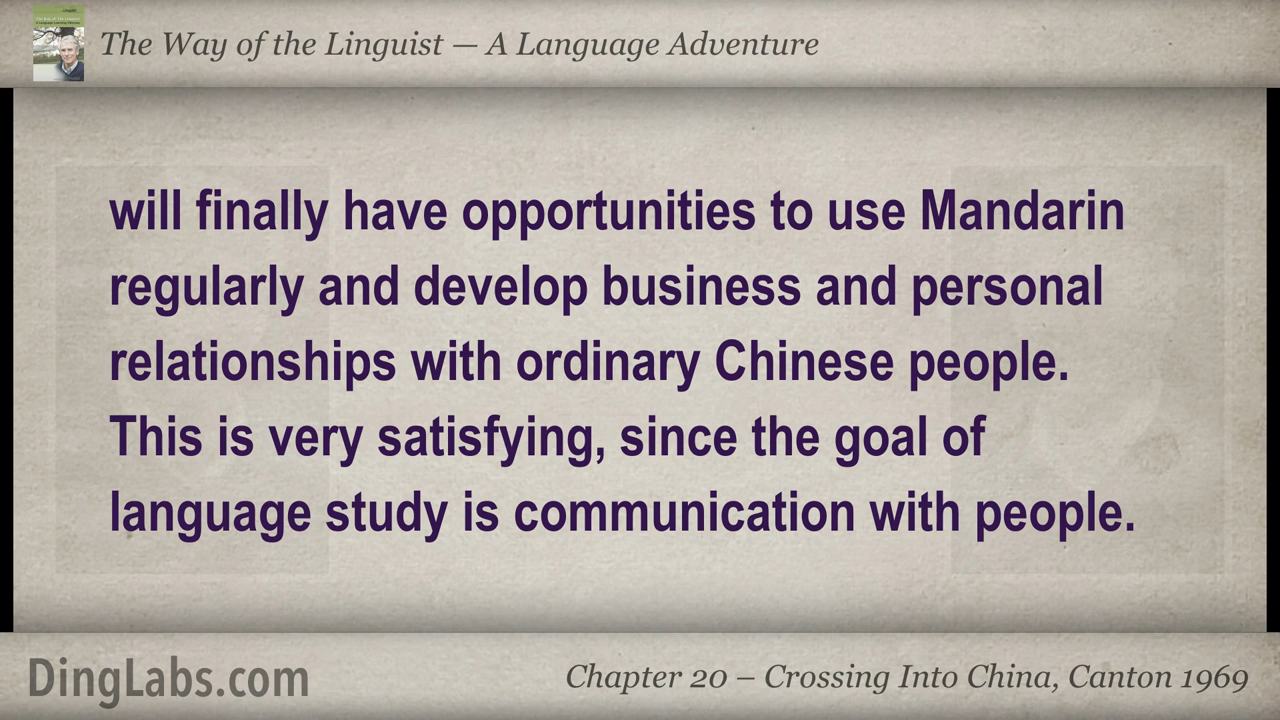 The Way of the Linguist — A Language Adventure
will finally have opportunities to use Mandarin
regularly and develop business and personal
relationships with ordinary Chinese people.
This is very satisfying, since the goal of
language study is communication with people.
DingLabs.com
Chapter 20 – Crossing Into China, Canton 1969